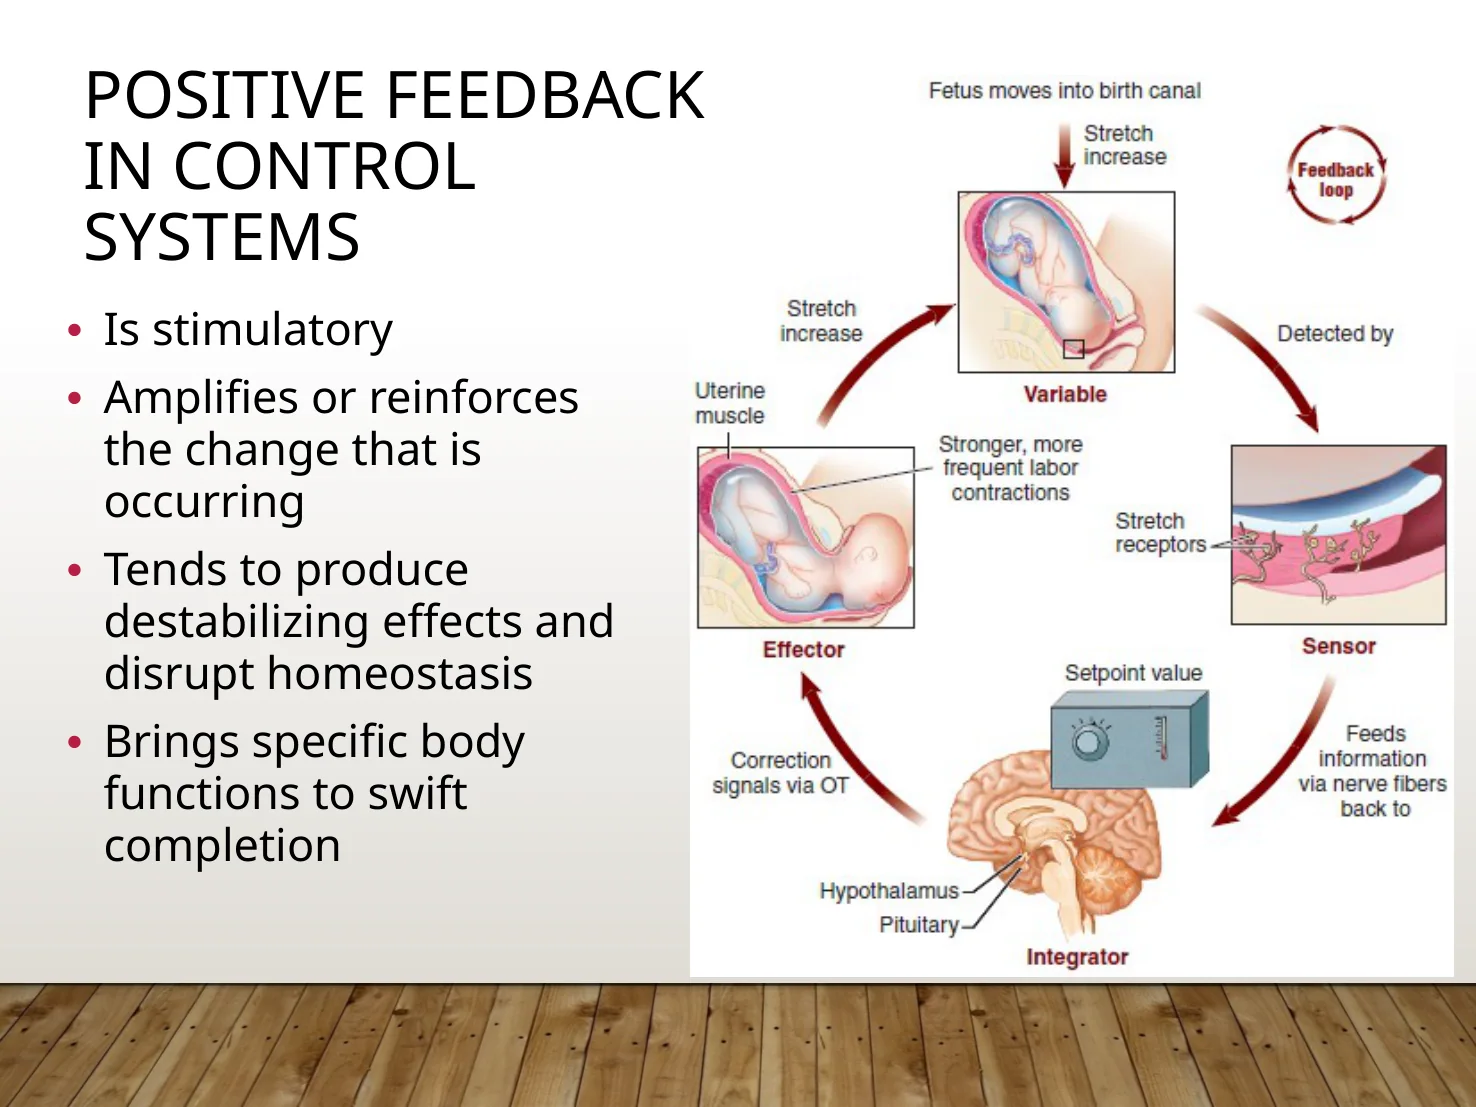 POSITIVE FEEDBACK
IN CONTROL
SYSTEMS
• Is stimulatory
• Amplifies or reinforces
the change that is
occurring
• Tends to produce
destabilizing effects and
disrupt homeostasis
• Brings specific body
functions to swift
completion
Fetus moves into birth canal
Stretch
increase
Feedback
loop
Stretch
increase
Detected by
Variable
Uterine
muscle
Stronger, more
frequent labor
contractions
Stretch
receptors
Effector
Sensor
Setpoint value
Correction
signals via OT
Feeds
information
via nerve fibers
back to
Hypothalamus
Pituitary
Integrator